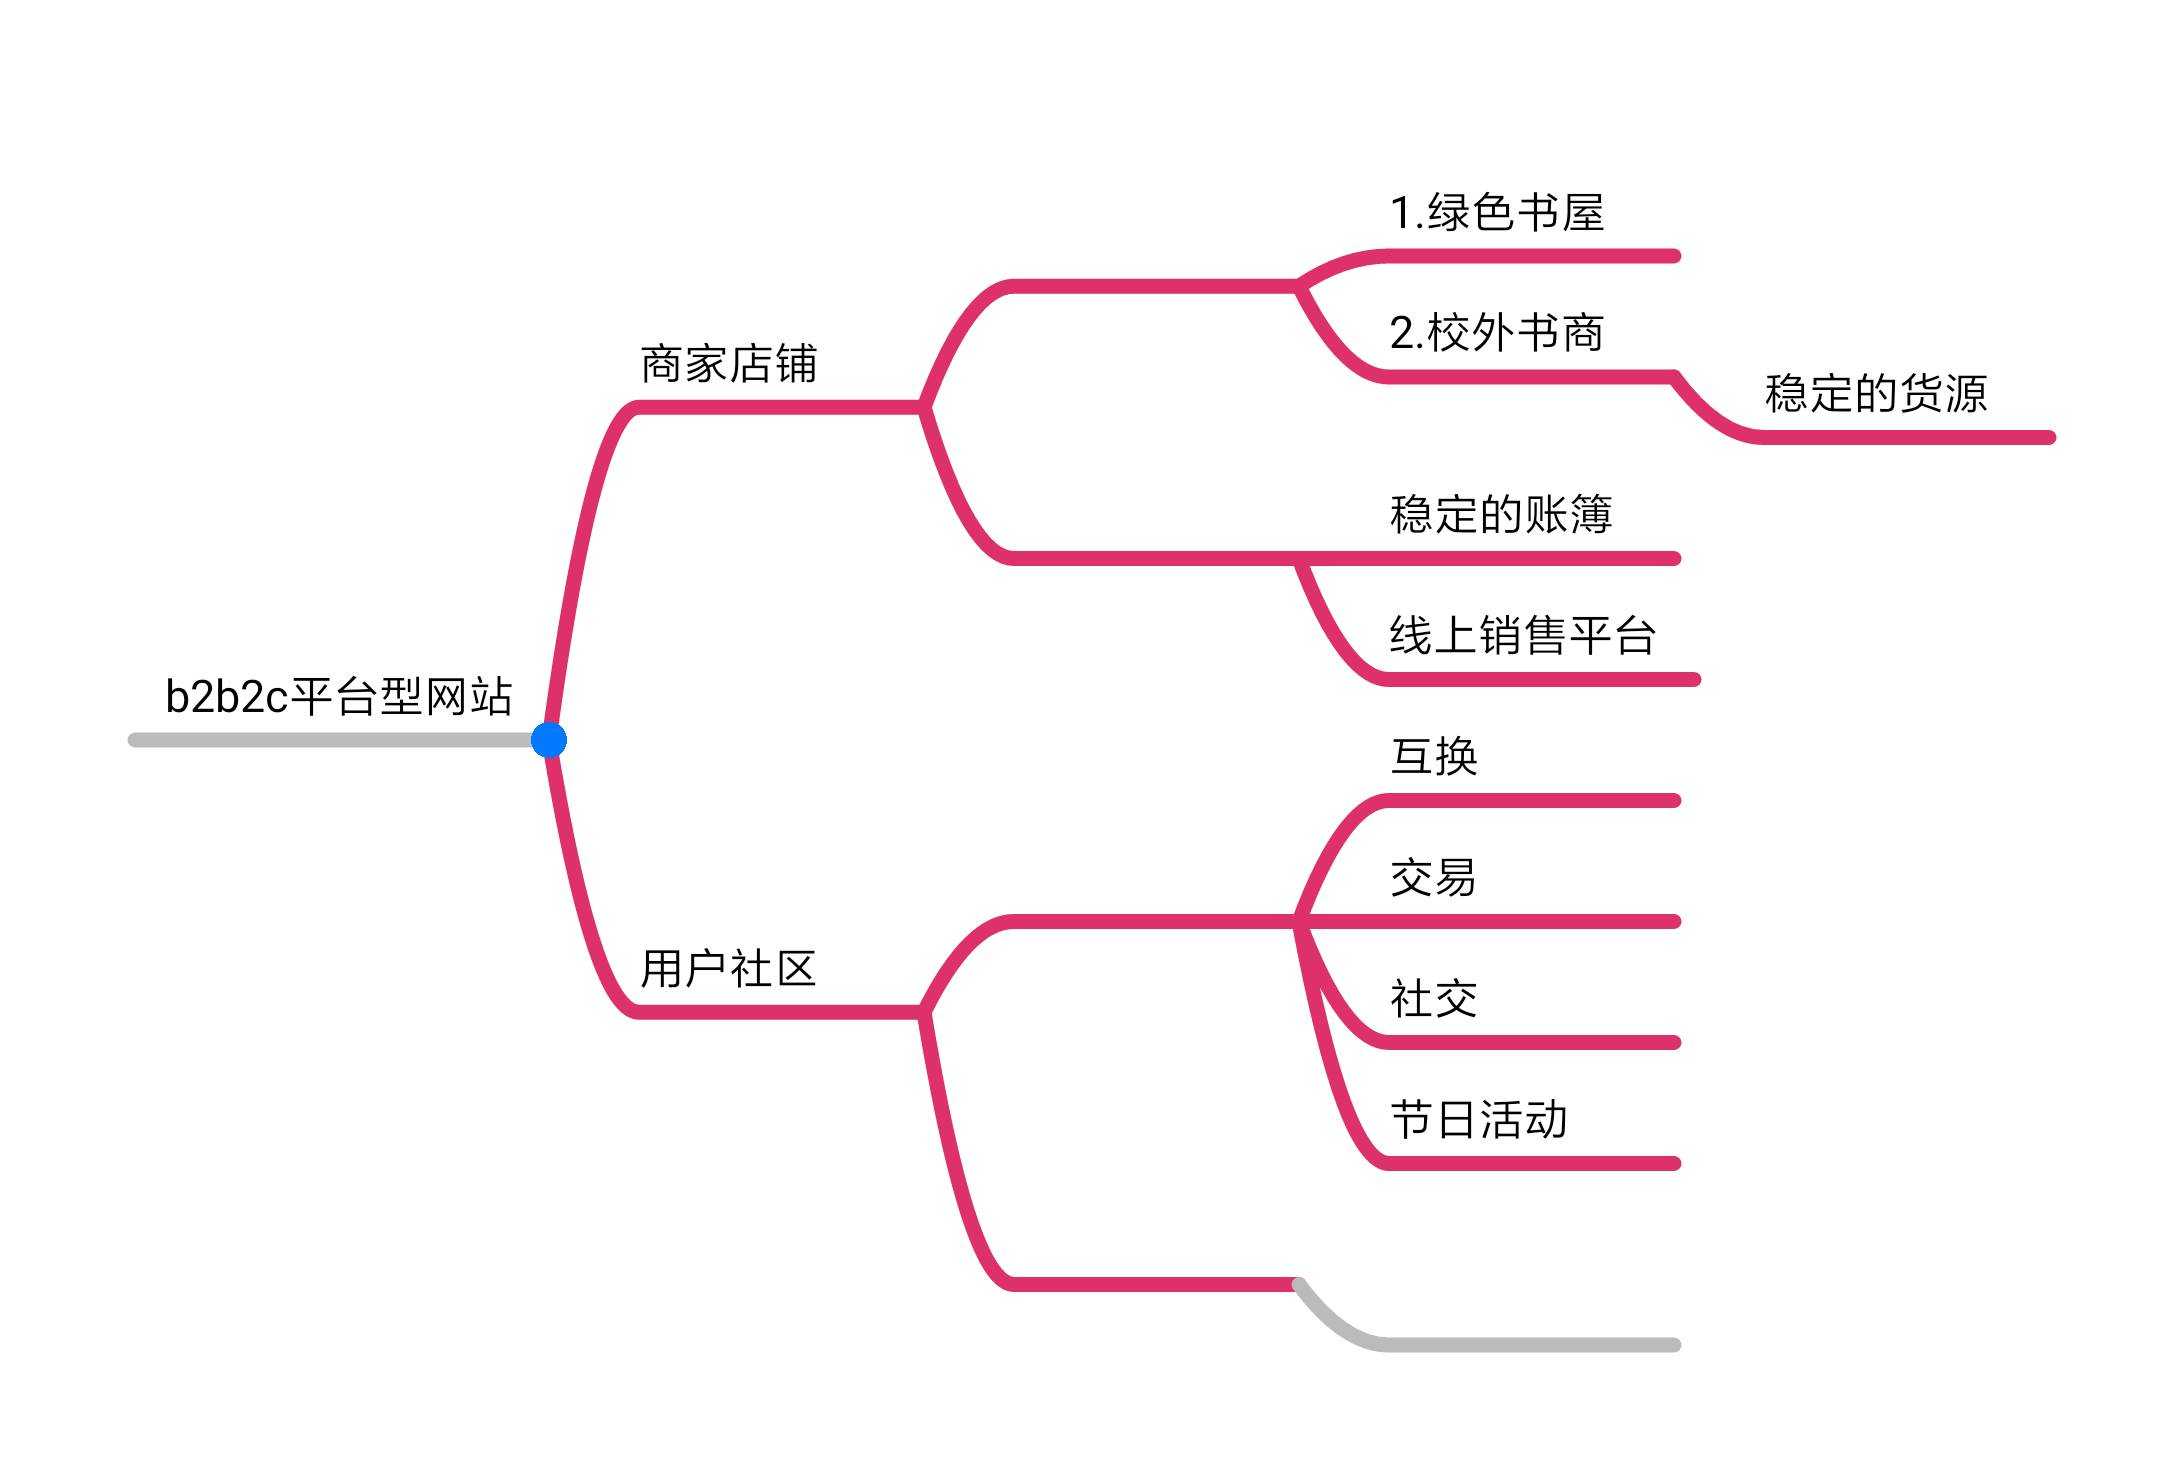 1.绿色书屋
2.校外书商
商家店铺
稳定的货源
稳定的账簿
线上销售平台
b2b2c平台型网站
互换
交易
用户社区
社交
节日活动